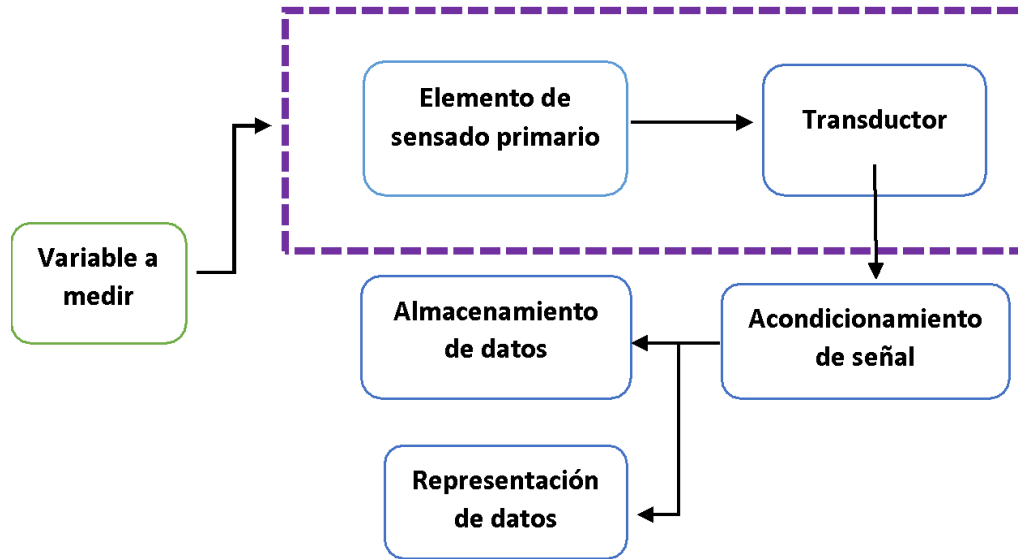 Elemento de
sensado primario
Transductor
Variable a
medir
Almacenamiento
de datos
Acondicionamiento
de señal
Representación
de datos